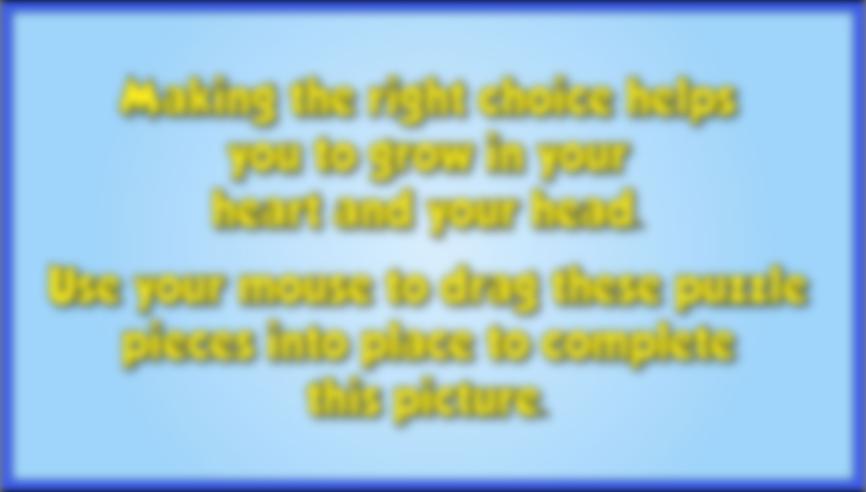 Making the right choice helps
you to grow in your
heart and your head.
Use your mouse to drag these puzzle
pieces into place to complete
this picture.